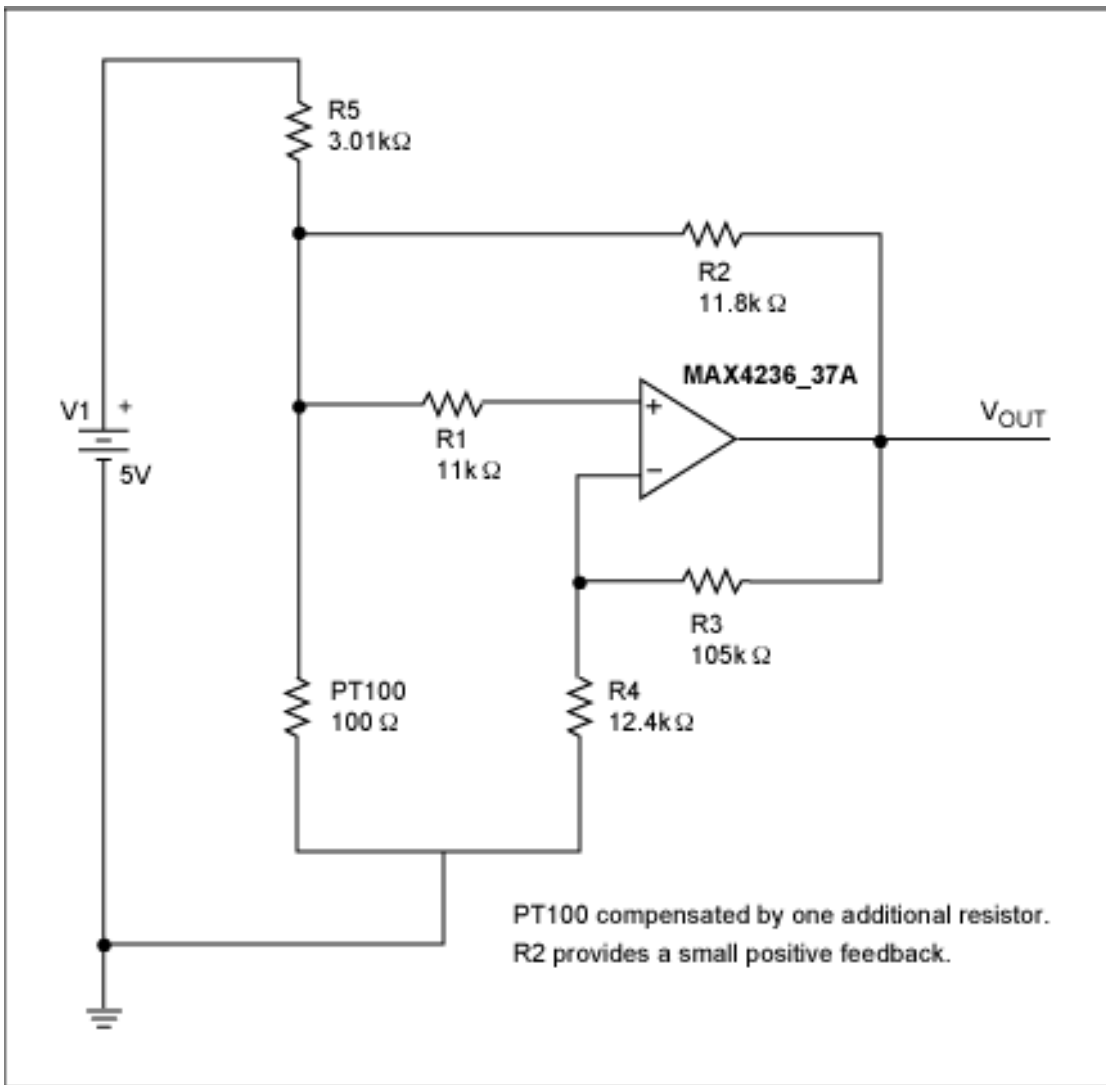 R5
3.01kΩ
R2
11.8k Ω
MAX4236_37A
V1
+
5V
R1
11k Ω
+
−
VOUT
R3
105k Ω
PT100
100 Ω
R4
12.4kΩ
PT100 compensated by one additional resistor.
R2 provides a small positive feedback.